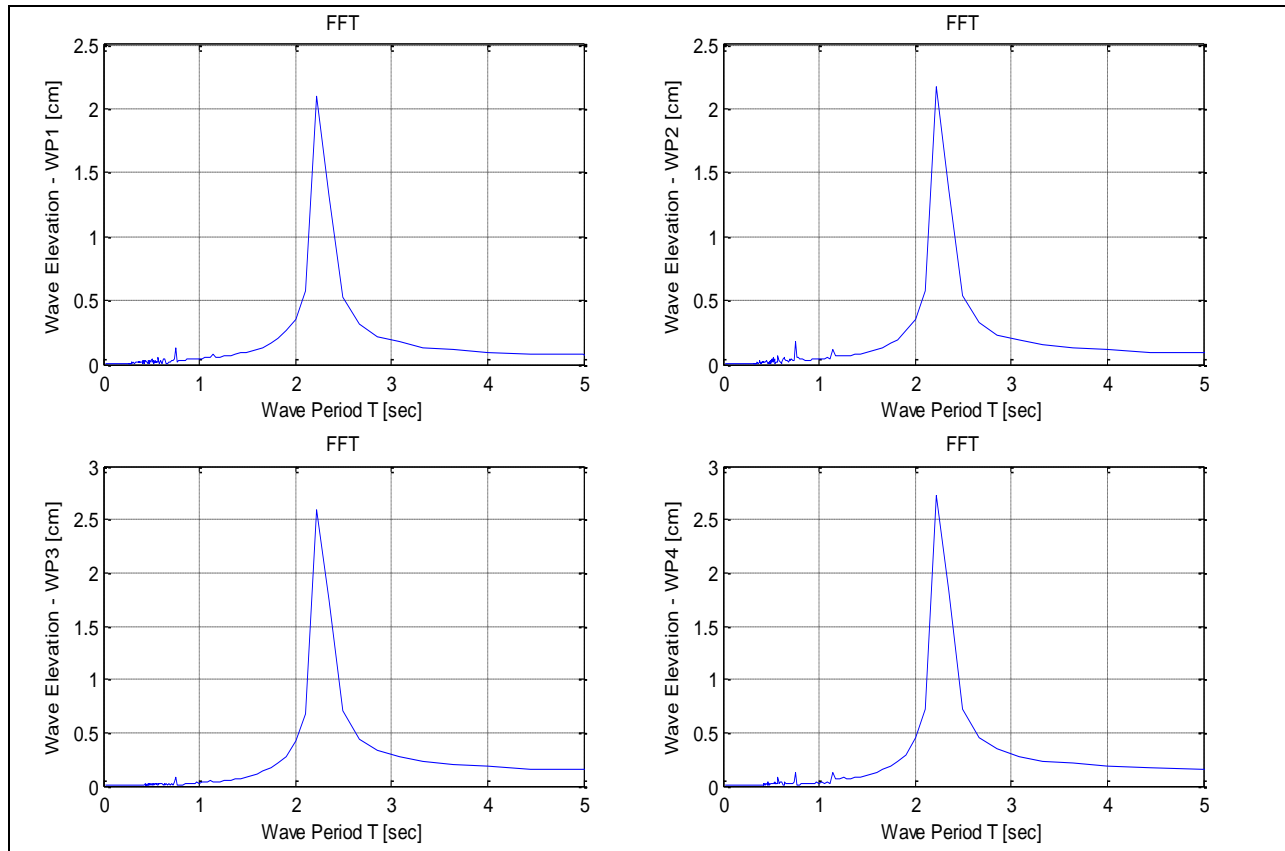 FFT
Wave Elevation - WP1 [cm]
2.5
2
1.5
1
0.5
0
0 1 2 3 4 5
Wave Period T [sec]
FFT
Wave Elevation - WP2 [cm]
2.5
2
1.5
1
0.5
0
0 1 2 3 4 5
Wave Period T [sec]
FFT
Wave Elevation - WP3 [cm]
3
2.5
2
1.5
1
0.5
0
0 1 2 3 4 5
Wave Period T [sec]
FFT
Wave Elevation - WP4 [cm]
3
2.5
2
1.5
1
0.5
0
0 1 2 3 4 5
Wave Period T [sec]